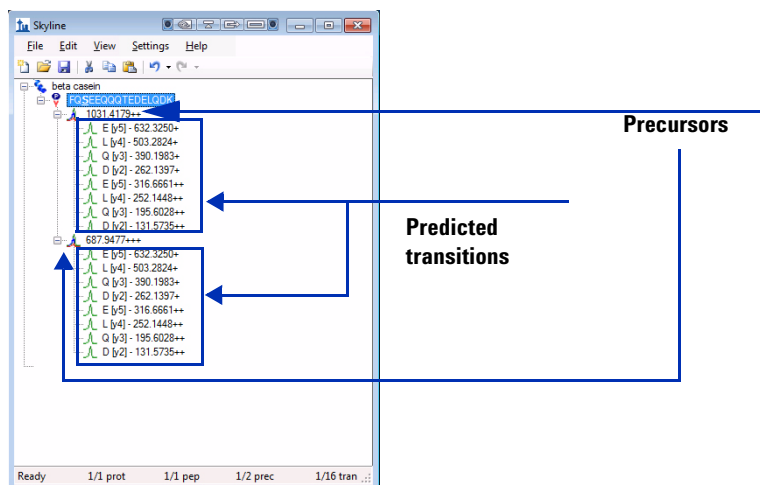 Skyline
File Edit View Settings Help
beta casein
FQSEEQQQTEDELQDK
1031.4179++
E [y5] - 632.3250+
L [y4] - 503.2824+
Q [y3] - 390.1983+
D [y2] - 262.1397+
E [y5] - 316.6661++
L [y4] - 252.1448++
Q [y3] - 195.6028++
D [y2] - 131.5735++
687.9477+++
E [y5] - 632.3250+
L [y4] - 503.2824+
Q [y3] - 390.1983+
D [y2] - 262.1397+
E [y5] - 316.6661++
L [y4] - 252.1448++
Q [y3] - 195.6028++
D [y2] - 131.5735++
Precursors
Predicted
transitions
Ready 1/1 prot 1/1 pep 1/2 prec 1/16 tran